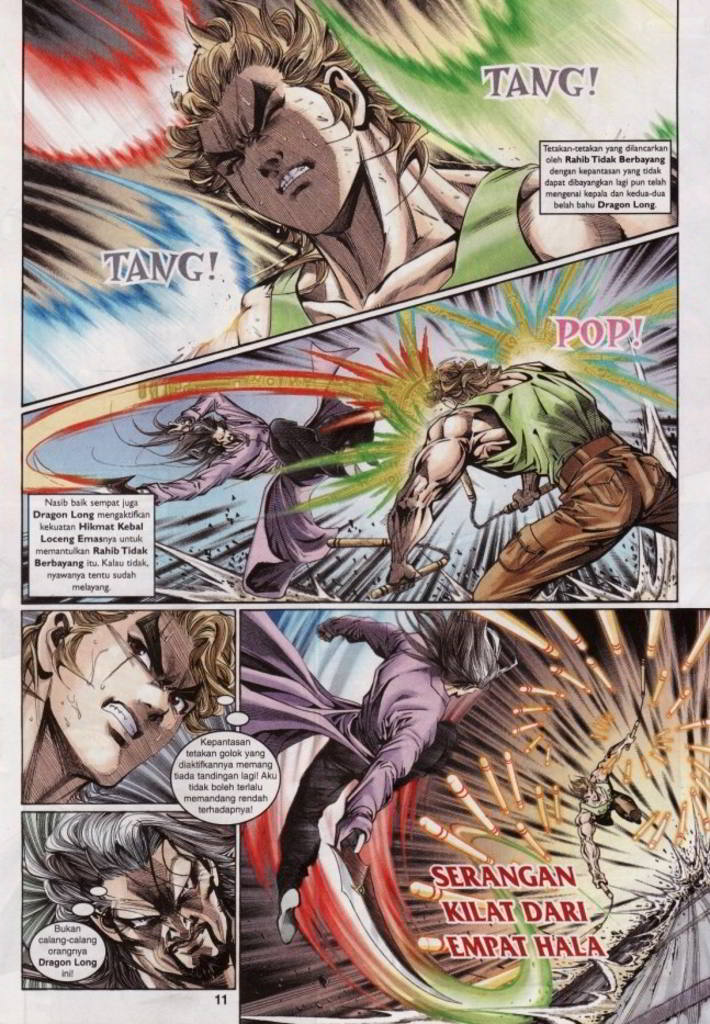 TANG!
Tetakan-tetakan yang dilancarkan
oleh Rahib Tidak Berbayang
dengan kepantasan yang tidak
dapat dibayangkan lagi pun telah
mengenai kepala dan kedua-dua
belah bahu Dragon Long.
TANG!
POP!
Nasib baik sempat juga
Dragon Long mengaktifkan
kekuatan Hikmat Kebal
Loceng Emasnya untuk
memantulkan Rahib Tidak
Berbayang itu. Kalau tidak,
nyawanya tentu sudah
melayang.
Kepantasan
tetakan golok yang
diaktifkannya memang
tiada tandingan lagi! Aku
tidak boleh terlalu
memandang rendah
terhadapnya!
Bukan
calang-calang
orangnya
Dragon Long
ini!
SERANGAN
KILAT DARI
EMPAT HALA
11